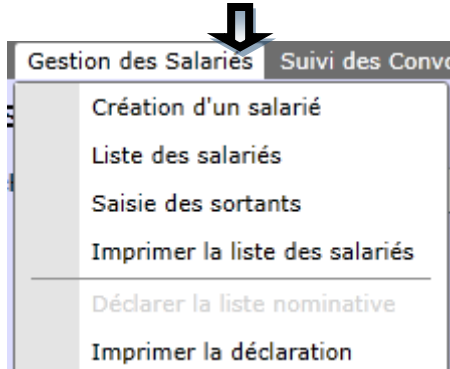 Gestion des Salariés Suivi des Conv
Création d'un salarié
Liste des salariés
Saisie des sortants
Imprimer la liste des salariés
Déclarer la liste nominative
Imprimer la déclaration